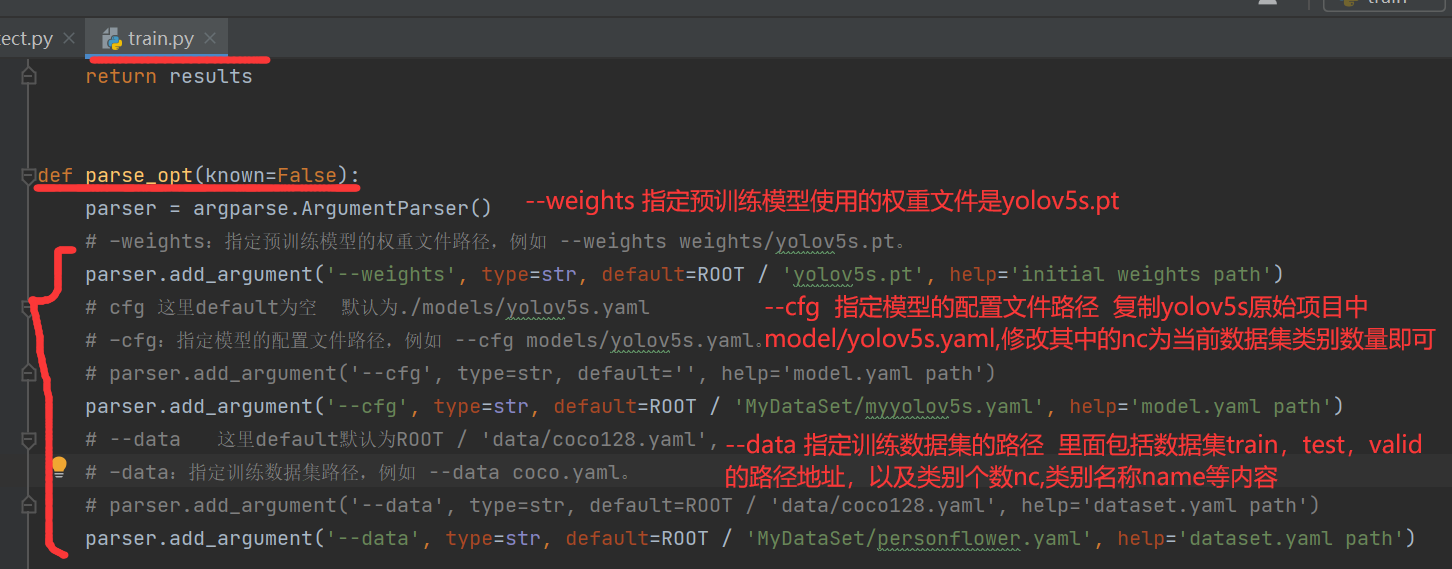 ect.py
train.py
train
return results
def parse_opt(known=False):
parser = argparse.ArgumentParser()
--weights 指定预训练模型使用的权重文件是yolov5s.pt
# -weights：指定预训练模型的权重文件路径，例如 --weights weights/yolov5s.pt。
parser.add_argument('--weights', type=str, default=ROOT / 'yolov5s.pt', help='initial weights path')
# cfg 这里default为空 默认为./models/yolov5s.yaml
--cfg 指定模型的配置文件路径 复制yolov5s原始项目中
# -cfg：指定模型的配置文件路径，例如 --cfg models/yolov5s.yaml。
model/yolov5s.yaml,修改其中的nc为当前数据集类别数量即可
# parser.add_argument('--cfg', type=str, default='', help='model.yaml path')
parser.add_argument('--cfg', type=str, default=ROOT / 'MyDataSet/myyolov5s.yaml', help='model.yaml path')
# --data 这里default默认为ROOT / 'data/coco128.yaml',
--data 指定训练数据集的路径 里面包括数据集train，test，valid
# -data：指定训练数据集路径，例如 --data coco.yaml。
的路径地址，以及类别个数nc,类别名称name等内容
# parser.add_argument('--data', type=str, default=ROOT / 'data/coco128.yaml', help='dataset.yaml path')
parser.add_argument('--data', type=str, default=ROOT / 'MyDataSet/personflower.yaml', help='dataset.yaml path')